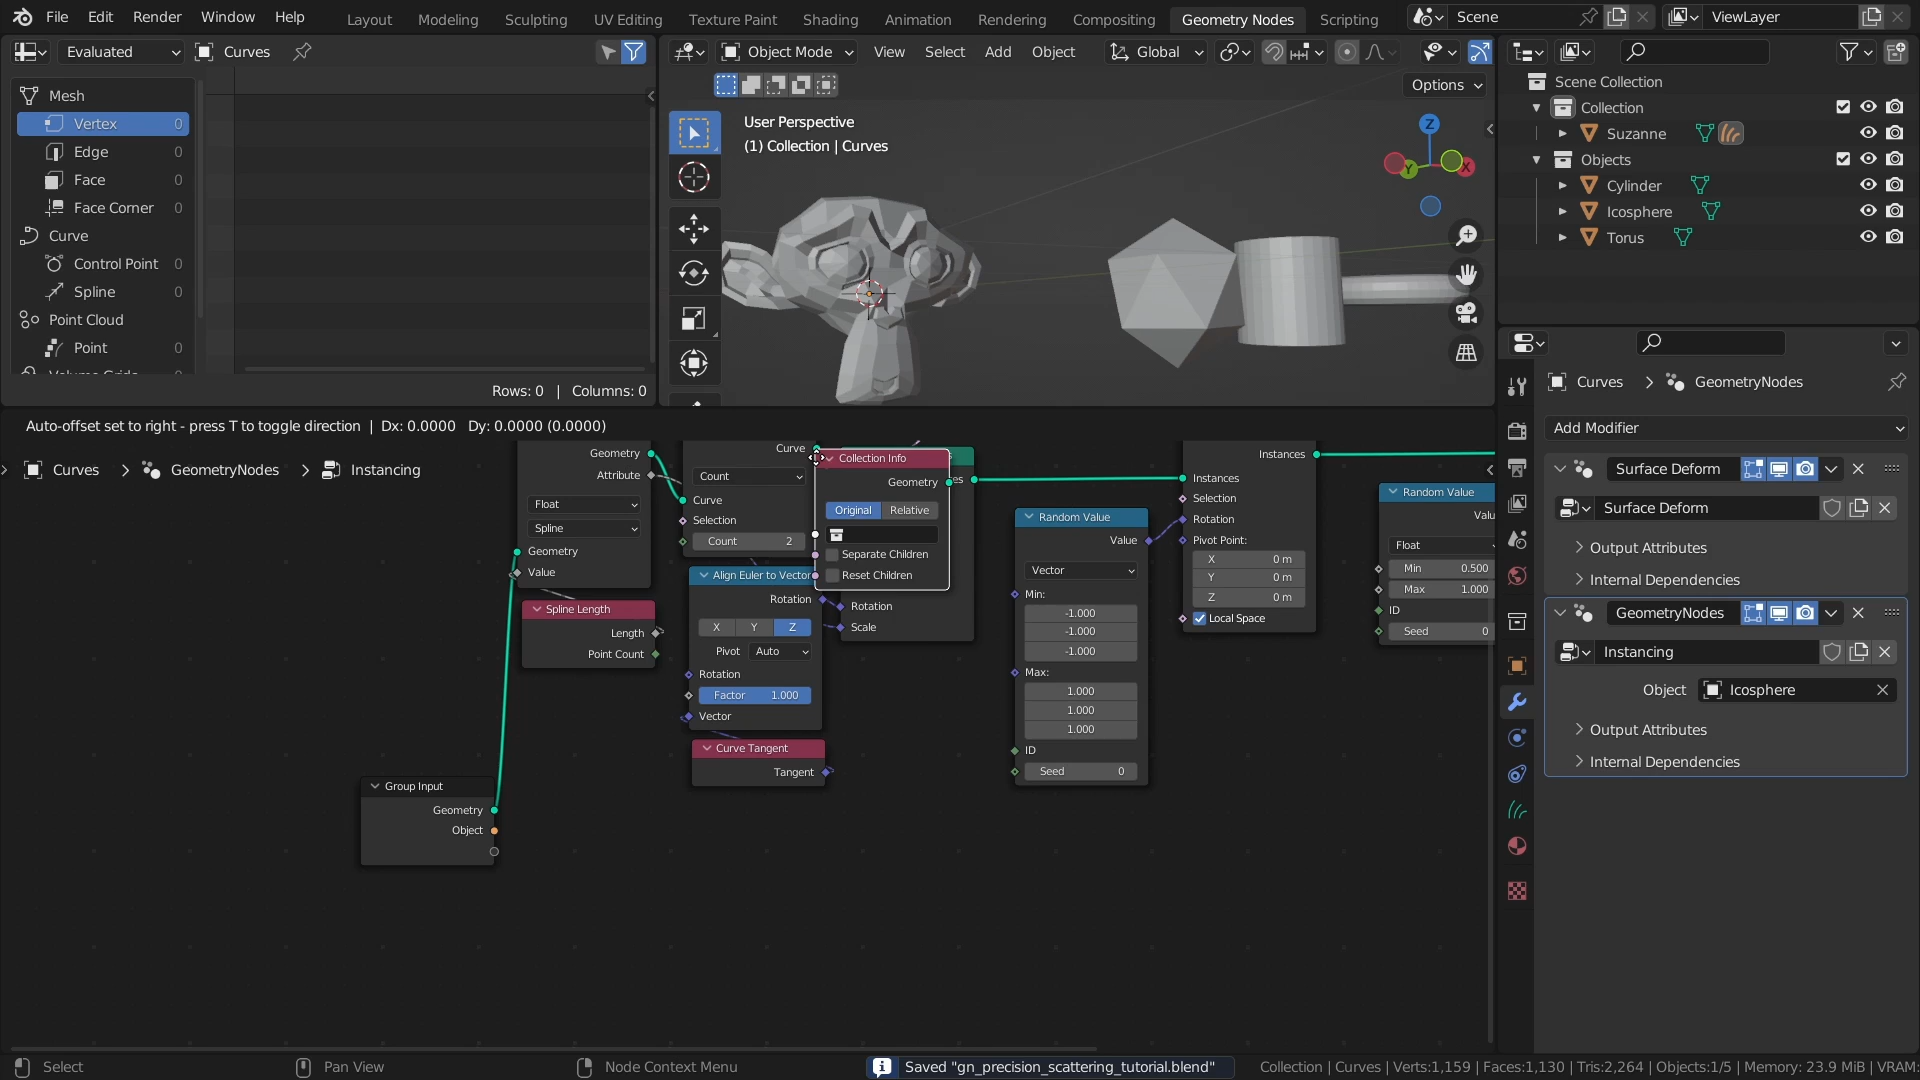 File Edit Render Window Help Layout Modeling Sculpting UV Editing Texture Paint Shading Animation Rendering Compositing Geometry Nodes Scripting Scene ViewLayer
Evaluated Curves
Mesh
Vertex 0
Edge 0
Face 0
Face Corner 0
Curve
Control Point 0
Spline 0
Point Cloud
Point 0
Rows: 0 | Columns: 0
Object Mode View Select Add Object Global
Options
User Perspective
(1) Collection | Curves
Z
Y
X
Scene Collection
Collection
Suzanne
Objects
Cylinder
Icosphere
Torus
Auto-offset set to right - press T to toggle direction | Dx: 0.0000 Dy: 0.0000 (0.0000)
Curves > GeometryNodes > Instancing
Geometry
Attribute
Float
Spline
Geometry
Value
Spline Length
Length
Point Count
Group Input
Geometry
Object
Curve
Count
Curve
Selection
Count 2
Align Euler to Vector
Rotation
X Y Z
Pivot Auto
Rotation
Factor 1.000
Vector
Curve Tangent
Tangent
Collection Info
Geometry
Original Relative
Separate Children
Reset Children
Rotation
Scale
Random Value
Value
Vector
Min:
-1.000
-1.000
-1.000
Max:
1.000
1.000
1.000
ID
Seed 0
Instances
Instances
Selection
Rotation
Pivot Point:
X 0 m
Y 0 m
Z 0 m
Local Space
Random Value
Float
Min 0.500
Max 1.000
ID
Seed 0
Curves > GeometryNodes
Add Modifier
Surface Deform
Surface Deform
Output Attributes
Internal Dependencies
GeometryNodes
Instancing
Object Icosphere
Output Attributes
Internal Dependencies
Select Pan View Node Context Menu Saved "gn_precision_scattering_tutorial.blend" Collection | Curves | Verts:1,159 | Faces:1,130 | Tris:2,264 | Objects:1/5 | Memory: 23.9 MiB | VRAM: